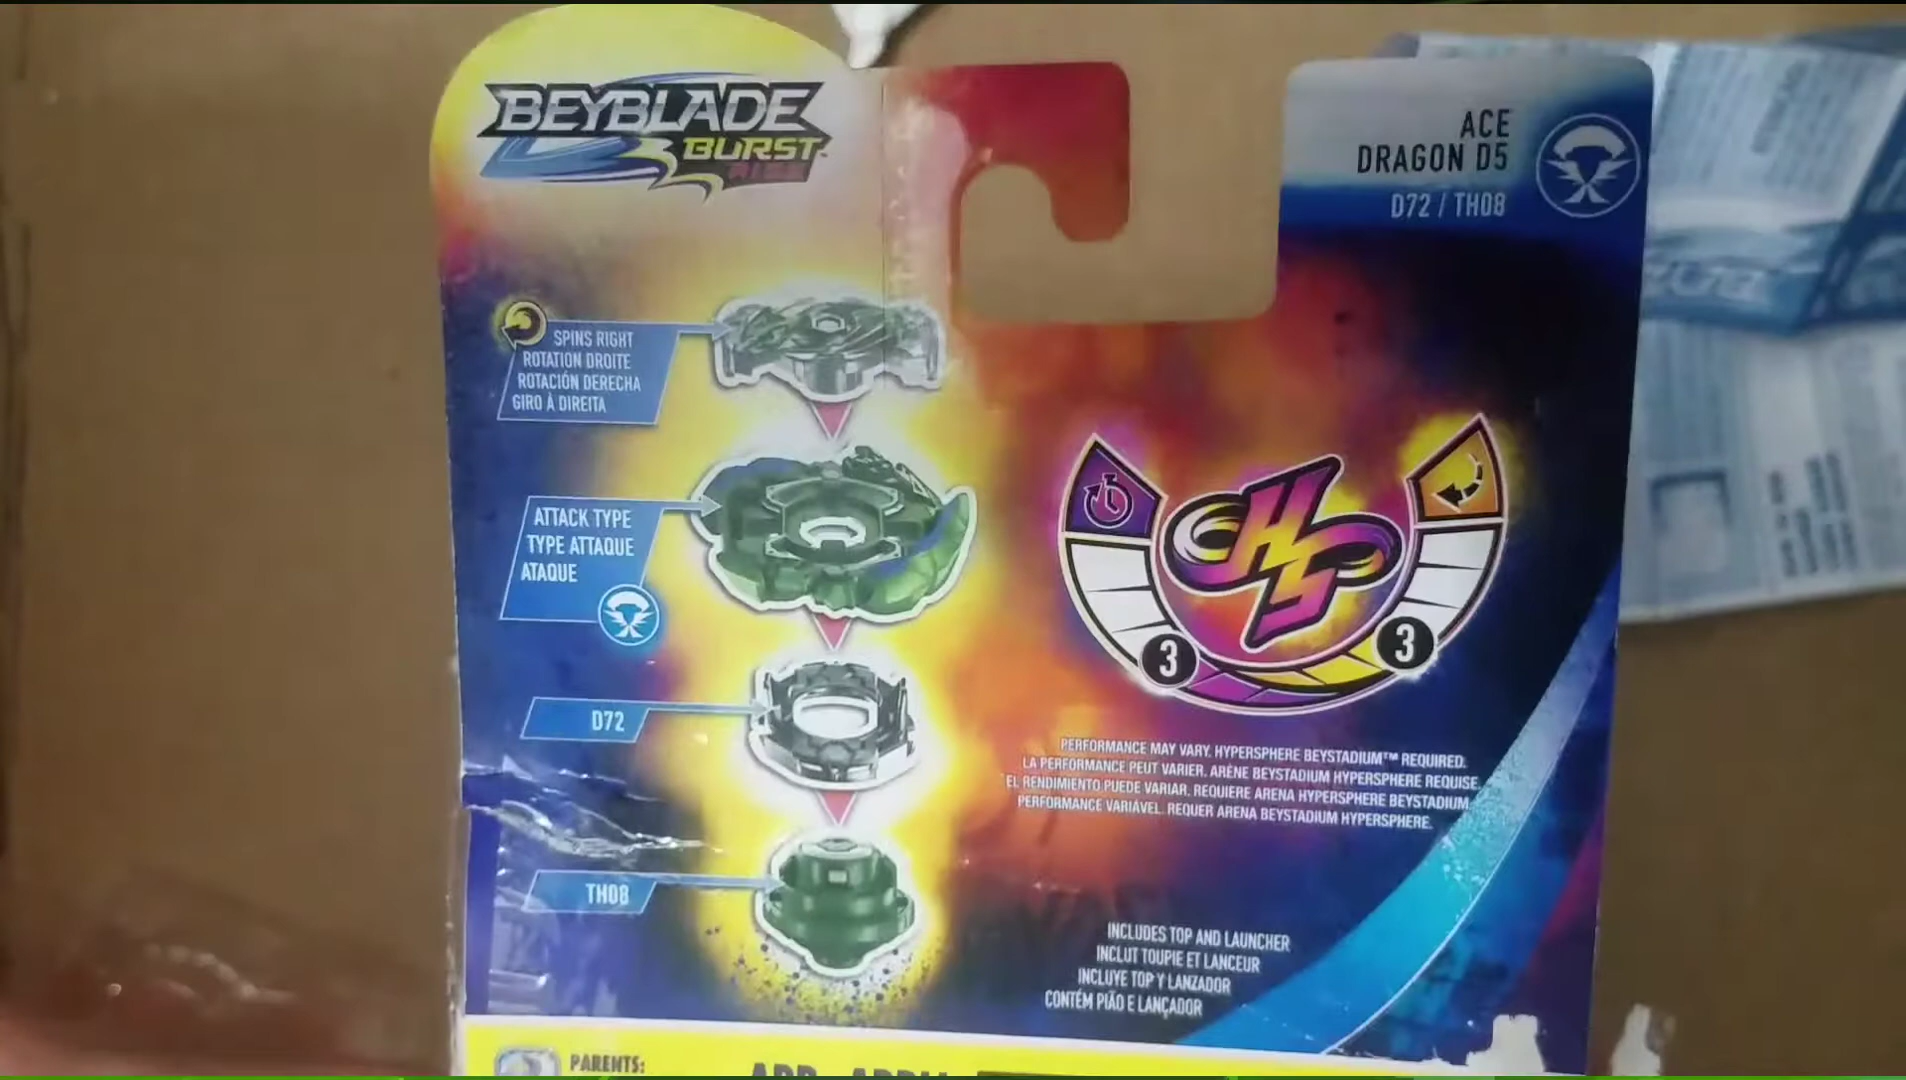 BEYBLADE
BURST
RISE
ACE
DRAGON D5
D72 / TH08
SPINS RIGHT
ROTATION DROITE
ROTACIÓN DERECHA
GIRO À DIREITA
ATTACK TYPE
TYPE ATTAQUE
ATAQUE
D72
TH08
HS
3
3
PERFORMANCE MAY VARY. HYPERSPHERE BEYSTADIUM™ REQUIRED.
LA PERFORMANCE PEUT VARIER. ARÈNE BEYSTADIUM HYPERSPHERE REQUISE.
EL RENDIMIENTO PUEDE VARIAR. REQUIERE ARENA HYPERSPHERE BEYSTADIUM.
PERFORMANCE VARIÁVEL. REQUER ARENA BEYSTADIUM HYPERSPHERE.
INCLUDES TOP AND LAUNCHER
INCLUT TOUPIE ET LANCEUR
INCLUYE TOP Y LANZADOR
CONTÉM PIÃO E LANÇADOR
PARENTS: